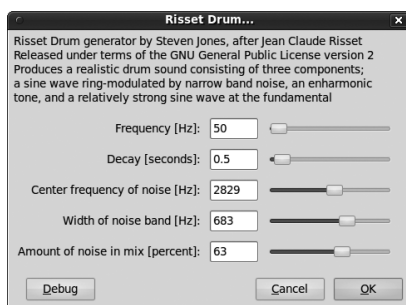 Risset Drum...
Risset Drum generator by Steven Jones, after Jean Claude Risset
Released under terms of the GNU General Public License version 2
Produces a realistic drum sound consisting of three components;
a sine wave ring-modulated by narrow band noise, an enharmonic
tone, and a relatively strong sine wave at the fundamental
Frequency [Hz]: 50
Decay [seconds]: 0.5
Center frequency of noise [Hz]: 2829
Width of noise band [Hz]: 683
Amount of noise in mix [percent]: 63
Debug Cancel OK